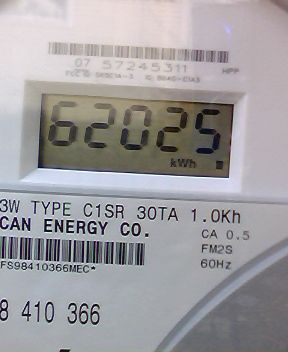 07 57245311
HPP
62025
kWh
3W TYPE C1SR 30TA 1.0Kh
CAN ENERGY CO.
CA 0.5
FM2S
60Hz
FS98410366MEC*
8 410 366